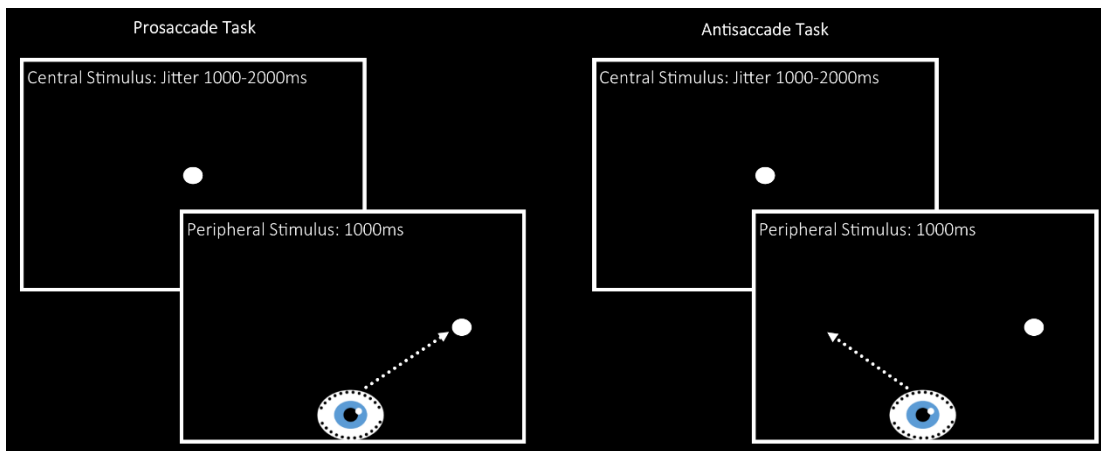 Prosaccade Task
Central Stimulus: Jitter 1000-2000ms
Peripheral Stimulus: 1000ms
Antisaccade Task
Central Stimulus: Jitter 1000-2000ms
Peripheral Stimulus: 1000ms